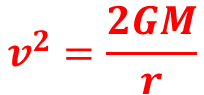 v² = 2GM / r